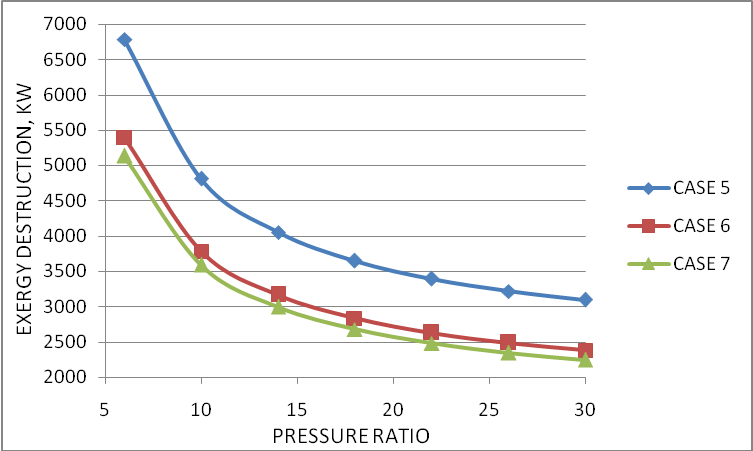 7000
6500
6000
5500
5000
4500
4000
3500
3000
2500
2000
EXERGY DESTRUCTION, KW
5 10 15 20 25 30
PRESSURE RATIO
CASE 5
CASE 6
CASE 7